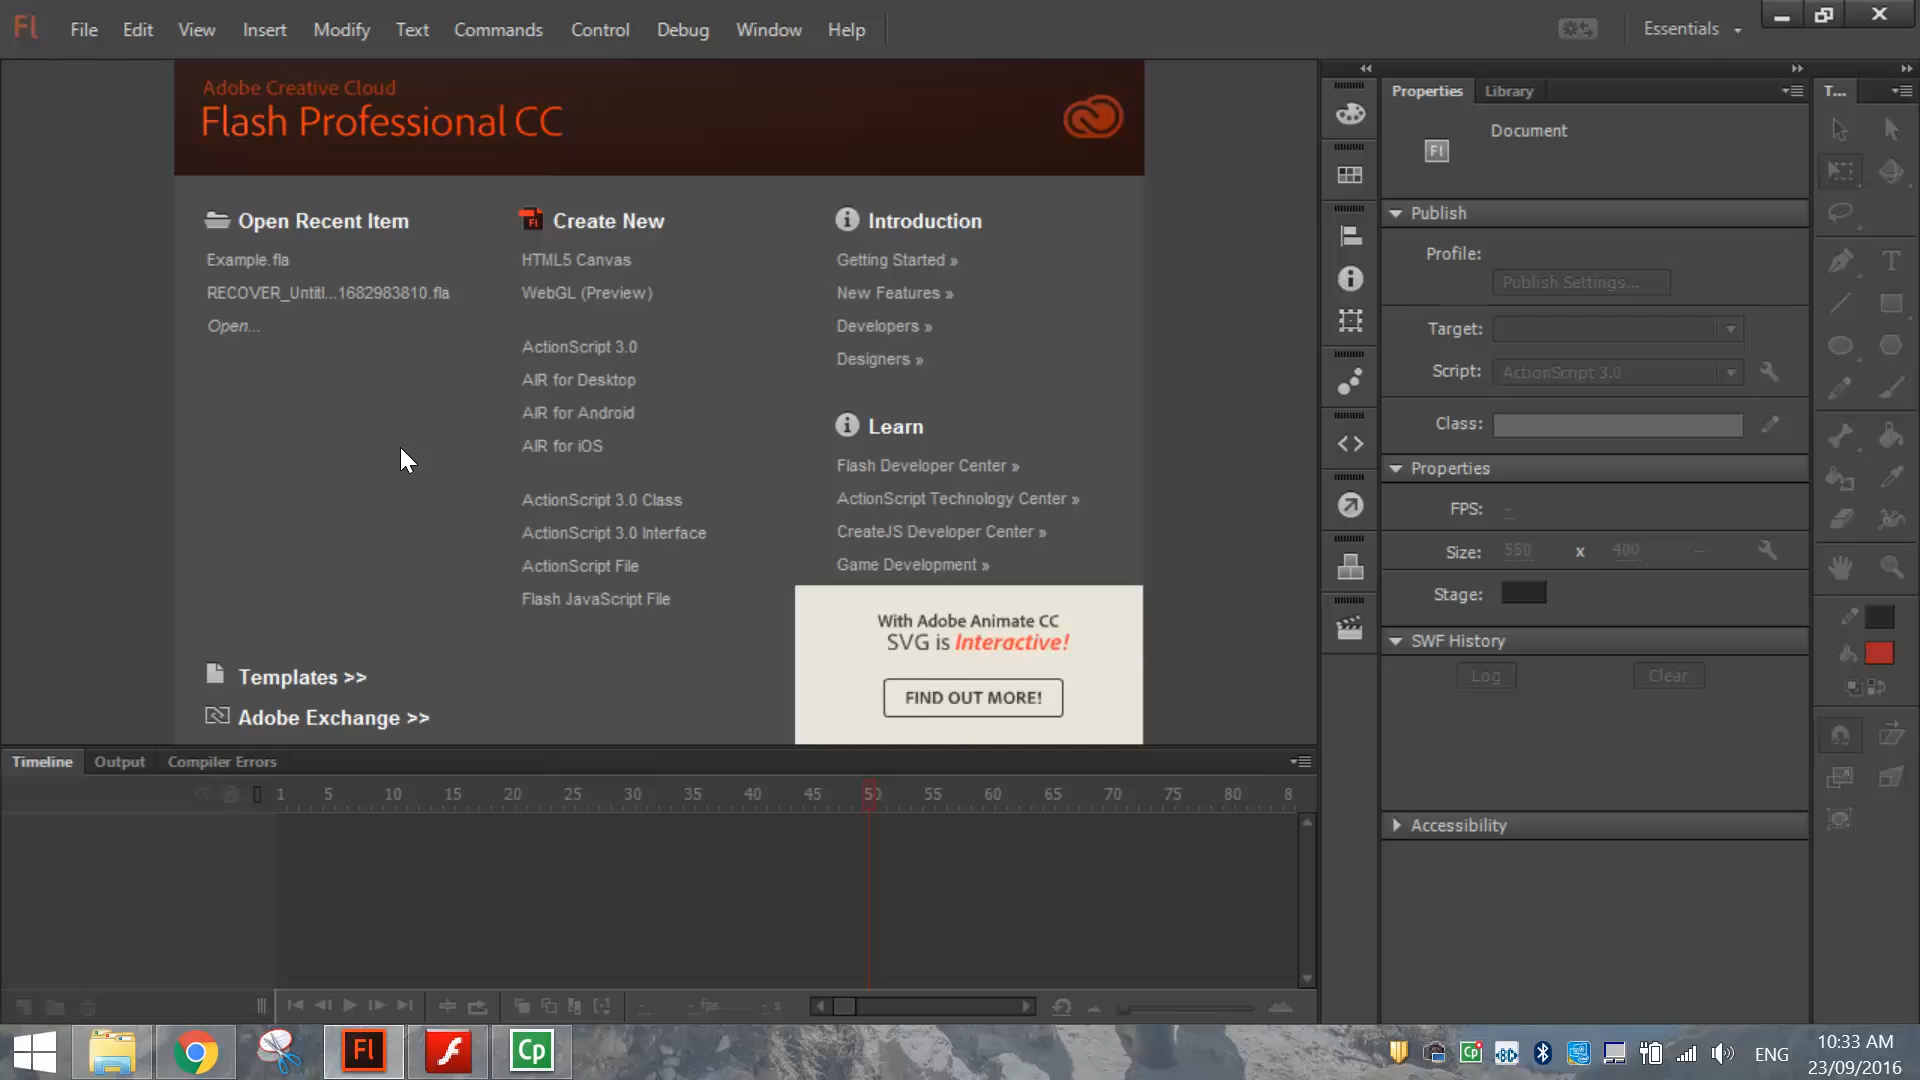 Fl File Edit View Insert Modify Text Commands Control Debug Window Help Essentials
Adobe Creative Cloud
Flash Professional CC
Open Recent Item
Example.fla
RECOVER_Untitl...1682983810.fla
Open...
Templates >>
Adobe Exchange >>
Create New
HTML5 Canvas
WebGL (Preview)
ActionScript 3.0
AIR for Desktop
AIR for Android
AIR for iOS
ActionScript 3.0 Class
ActionScript 3.0 Interface
ActionScript File
Flash JavaScript File
Introduction
Getting Started »
New Features »
Developers »
Designers »
Learn
Flash Developer Center »
ActionScript Technology Center »
CreateJS Developer Center »
Game Development »
With Adobe Animate CC
SVG is Interactive!
FIND OUT MORE!
Properties Library T...
Fl Document
Publish
Profile:
Publish Settings...
Target:
Script: ActionScript 3.0
Class:
Properties
FPS: -
Size: 550 x 400
Stage:
SWF History
Log Clear
Accessibility
Timeline Output Compiler Errors
1 5 10 15 20 25 30 35 40 45 50 55 60 65 70 75 80 8
- fps - s
Fl Cp Cp ENG 10:33 AM
23/09/2016